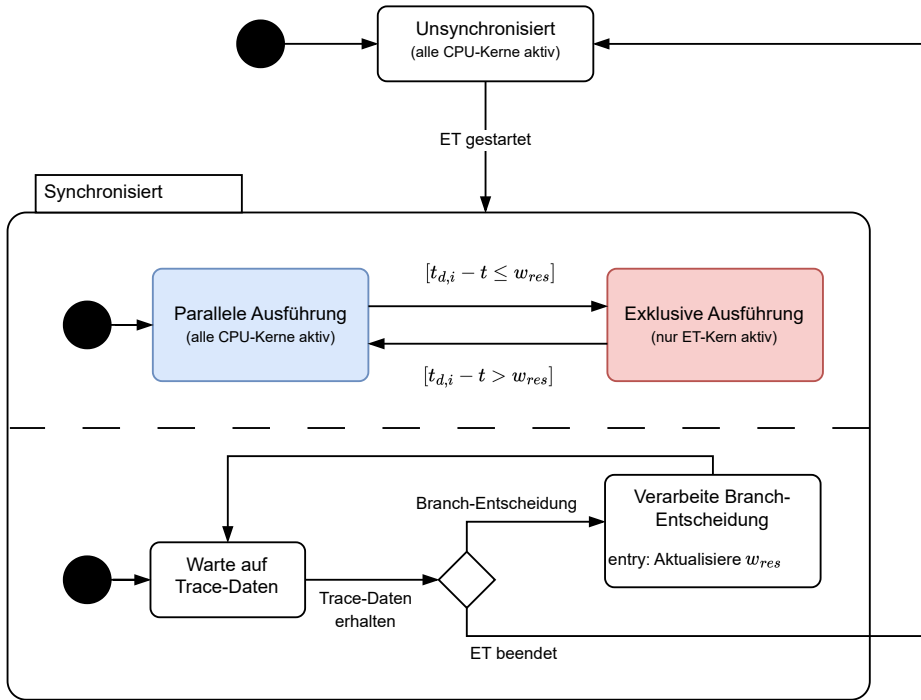 Unsynchronisiert
(alle CPU-Kerne aktiv)
ET gestartet
Synchronisiert
[t_{d,i} − t ≤ w_{res}]
Parallele Ausführung
(alle CPU-Kerne aktiv)
Exklusive Ausführung
(nur ET-Kern aktiv)
[t_{d,i} − t > w_{res}]
Branch-Entscheidung
Verarbeite Branch-
Entscheidung
entry: Aktualisiere w_{res}
Warte auf
Trace-Daten
Trace-Daten
erhalten
ET beendet